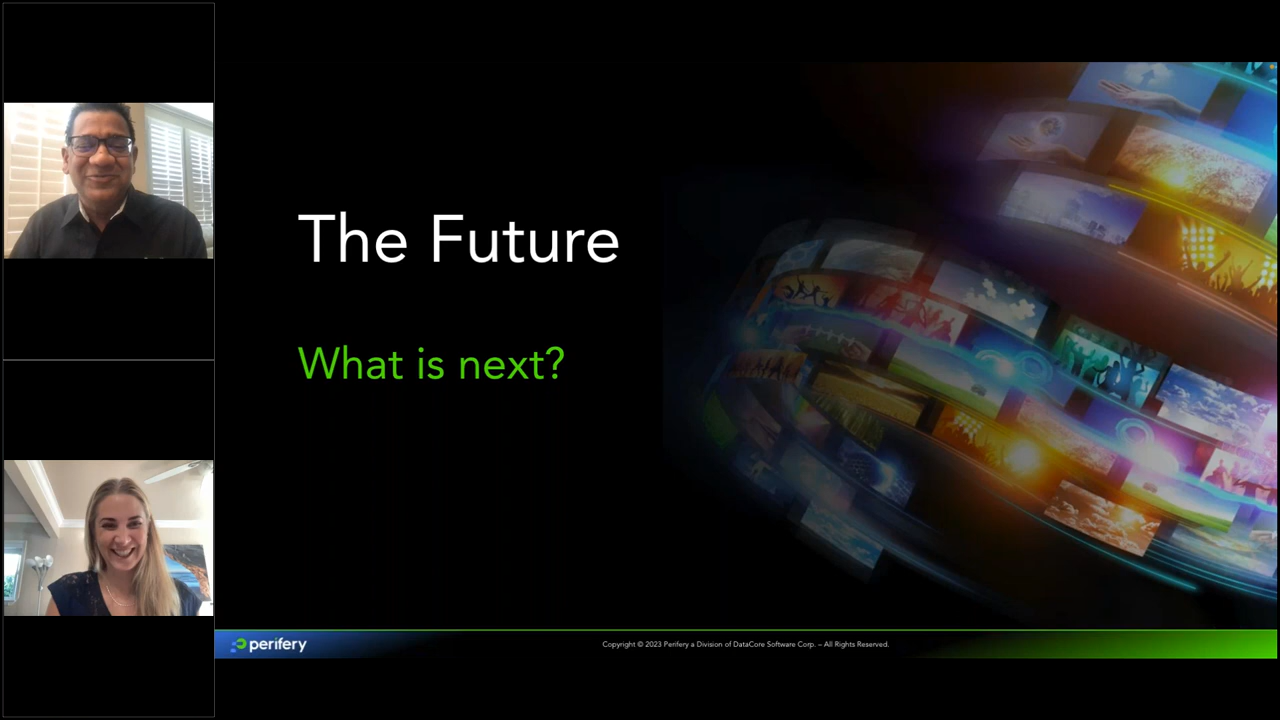 The Future
What is next?
perifery
Copyright © 2023 Perifery a Division of DataCore Software Corp. – All Rights Reserved.